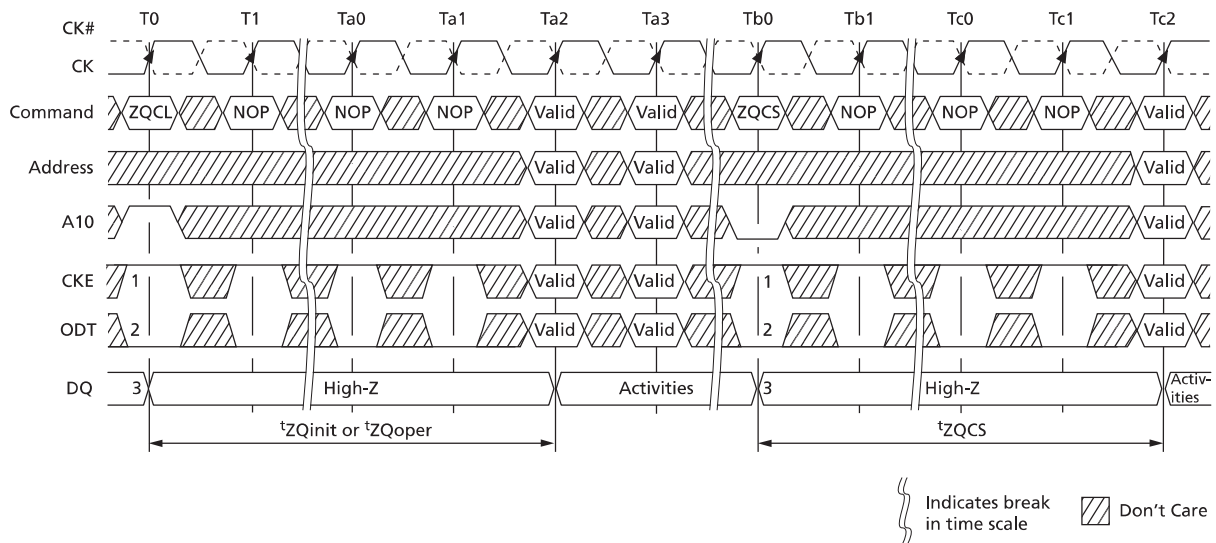 T0 T1 Ta0 Ta1 Ta2 Ta3 Tb0 Tb1 Tc0 Tc1 Tc2
CK#
CK
Command ZQCL NOP NOP NOP Valid Valid ZQCS NOP NOP NOP Valid
Address Valid Valid Valid
A10 Valid Valid Valid
CKE 1 Valid Valid 1 Valid
ODT 2 Valid Valid 2 Valid
DQ 3 High-Z Activities 3 High-Z Activ-
ities
tZQinit or tZQoper tZQCS
Indicates break
in time scale
Don't Care